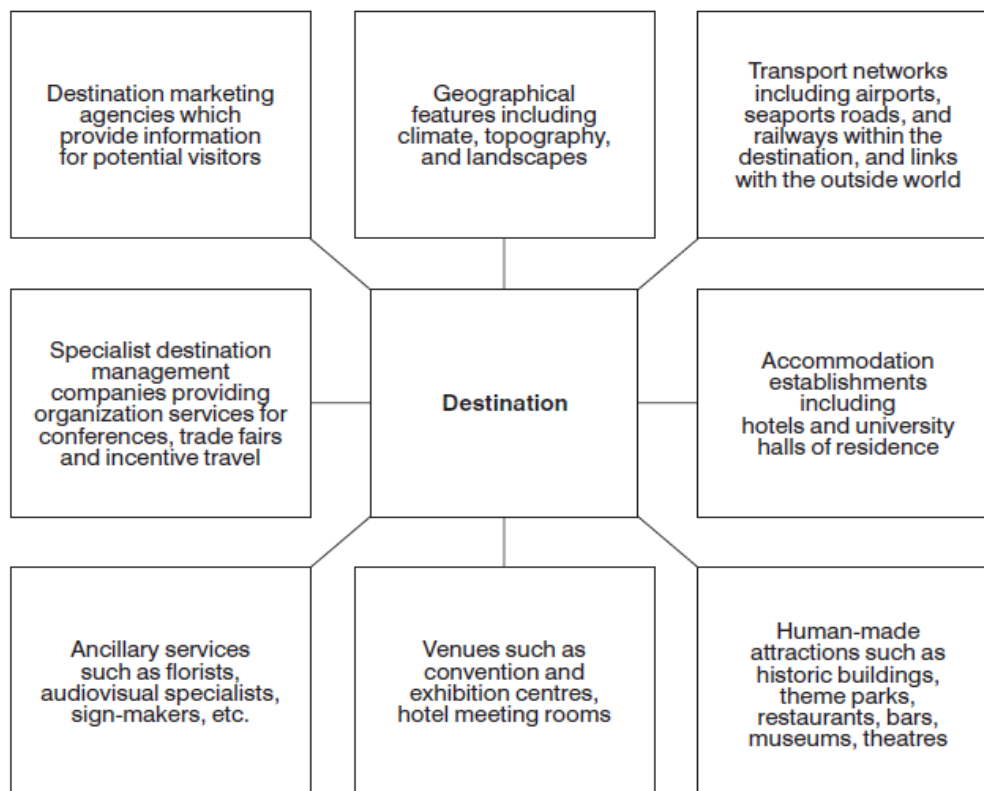 Destination marketing
agencies which
provide information
for potential visitors
Geographical
features including
climate, topography,
and landscapes
Transport networks
including airports,
seaports roads, and
railways within the
destination, and links
with the outside world
Specialist destination
management
companies providing
organization services for
conferences, trade fairs
and incentive travel
Destination
Accommodation
establishments
including
hotels and university
halls of residence
Ancillary services
such as florists,
audiovisual specialists,
sign-makers, etc.
Venues such as
convention and
exhibition centres,
hotel meeting rooms
Human-made
attractions such as
historic buildings,
theme parks,
restaurants, bars,
museums, theatres